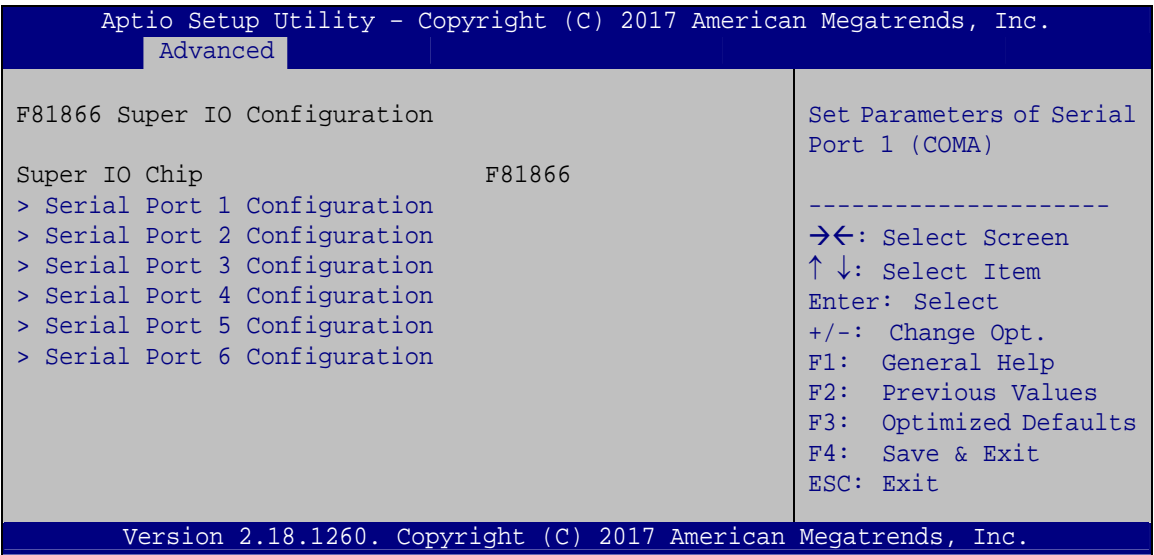 Aptio Setup Utility – Copyright (C) 2017 American Megatrends, Inc.
Advanced
F81866 Super IO Configuration
Super IO Chip F81866
> Serial Port 1 Configuration
> Serial Port 2 Configuration
> Serial Port 3 Configuration
> Serial Port 4 Configuration
> Serial Port 5 Configuration
> Serial Port 6 Configuration
Set Parameters of Serial
Port 1 (COMA)
---------------------
→←: Select Screen
↑ ↓: Select Item
Enter: Select
+/-: Change Opt.
F1: General Help
F2: Previous Values
F3: Optimized Defaults
F4: Save & Exit
ESC: Exit
Version 2.18.1260. Copyright (C) 2017 American Megatrends, Inc.